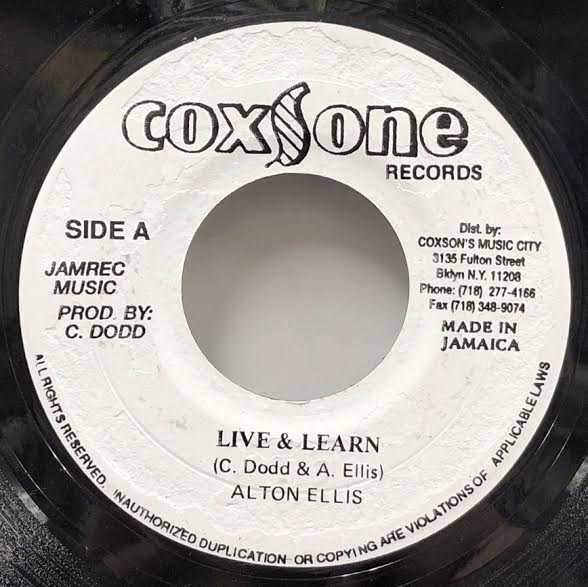 coxsone
RECORDS
SIDE A
JAMREC
MUSIC
PROD. BY:
C. DODD
Dist. by:
COXSON'S MUSIC CITY
3135 Fulton Street
Bklyn N.Y. 11208
Phone: (718) 277-4166
Fax (718) 348-9074
MADE IN
JAMAICA
LIVE & LEARN
(C. Dodd & A. Ellis)
ALTON ELLIS
ALL RIGHTS RESERVED. UNAUTHORIZED DUPLICATION OR COPYING ARE VIOLATIONS OF APPLICABLE LAWS